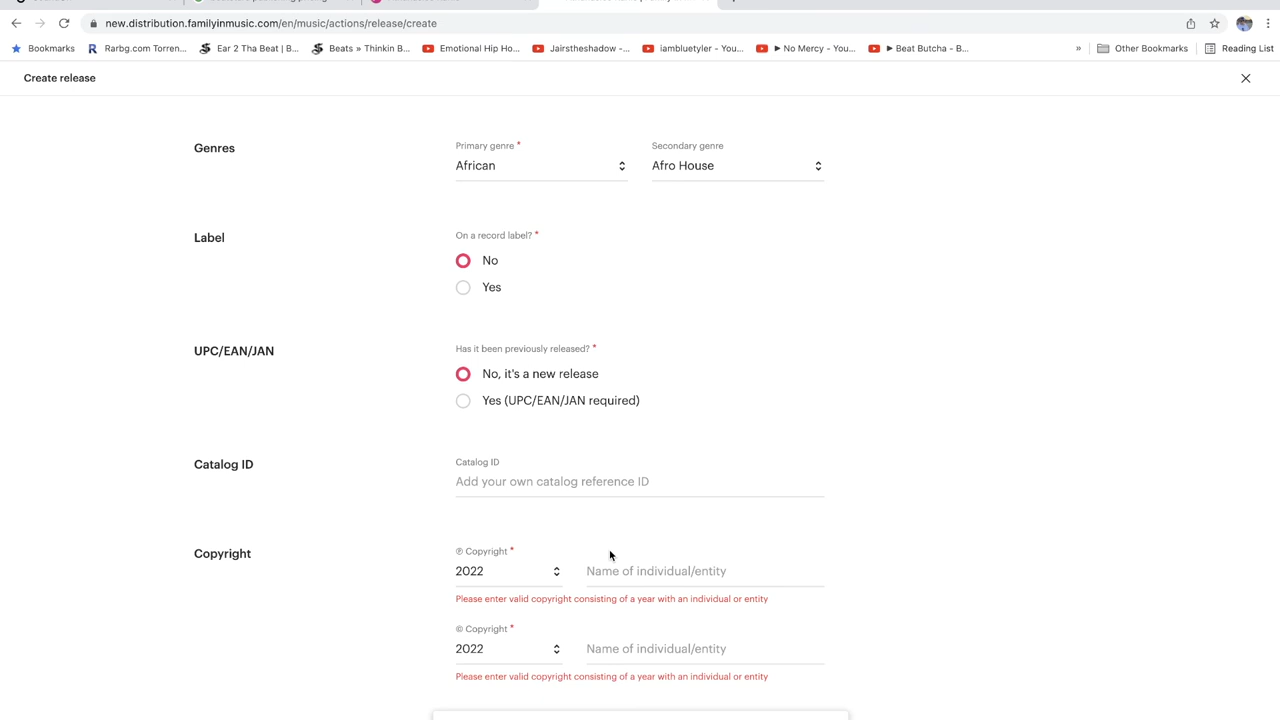 new.distribution.familyinmusic.com/en/music/actions/release/create
Bookmarks Rarbg.com Torren... Ear 2 Tha Beat | B... Beats » Thinkin B... Emotional Hip Ho... Jairstheshadow -... iambluetyler - You... ► No Mercy - You... ► Beat Butcha - B... » Other Bookmarks Reading List
Create release
Genres
Primary genre * Secondary genre
African Afro House
Label
On a record label? *
No
Yes
UPC/EAN/JAN
Has it been previously released? *
No, it's a new release
Yes (UPC/EAN/JAN required)
Catalog ID
Catalog ID
Add your own catalog reference ID
Copyright
℗ Copyright *
2022 Name of individual/entity
Please enter valid copyright consisting of a year with an individual or entity
© Copyright *
2022 Name of individual/entity
Please enter valid copyright consisting of a year with an individual or entity